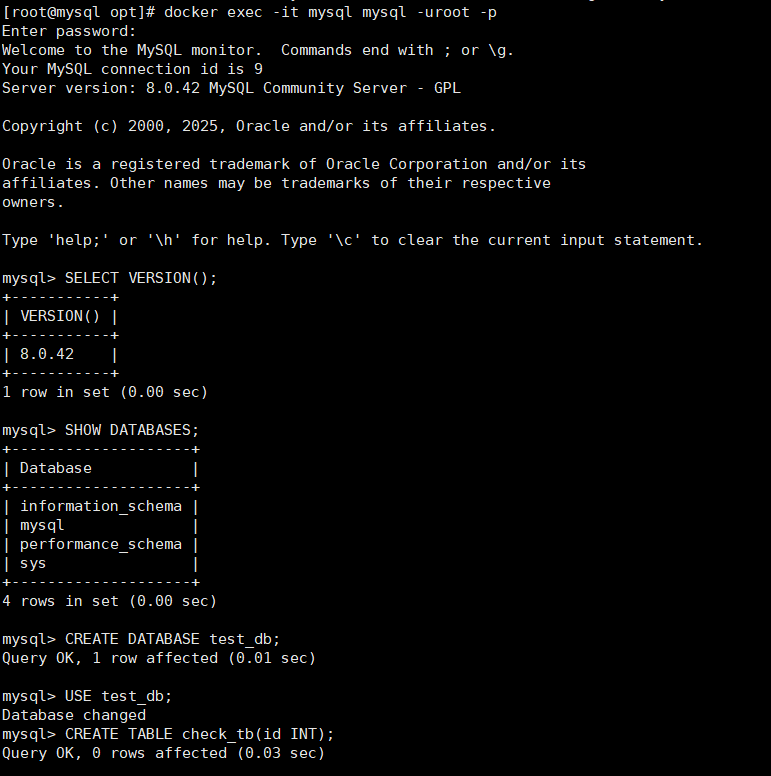 [root@mysql opt]# docker exec -it mysql mysql -uroot -p
Enter password:
Welcome to the MySQL monitor.  Commands end with ; or \g.
Your MySQL connection id is 9
Server version: 8.0.42 MySQL Community Server - GPL
Copyright (c) 2000, 2025, Oracle and/or its affiliates.
Oracle is a registered trademark of Oracle Corporation and/or its
affiliates. Other names may be trademarks of their respective
owners.
Type 'help;' or '\h' for help. Type '\c' to clear the current input statement.
mysql> SELECT VERSION();
+-----------+
| VERSION() |
+-----------+
| 8.0.42    |
+-----------+
1 row in set (0.00 sec)
mysql> SHOW DATABASES;
+--------------------+
| Database           |
+--------------------+
| information_schema |
| mysql              |
| performance_schema |
| sys                |
+--------------------+
4 rows in set (0.00 sec)
mysql> CREATE DATABASE test_db;
Query OK, 1 row affected (0.01 sec)
mysql> USE test_db;
Database changed
mysql> CREATE TABLE check_tb(id INT);
Query OK, 0 rows affected (0.03 sec)